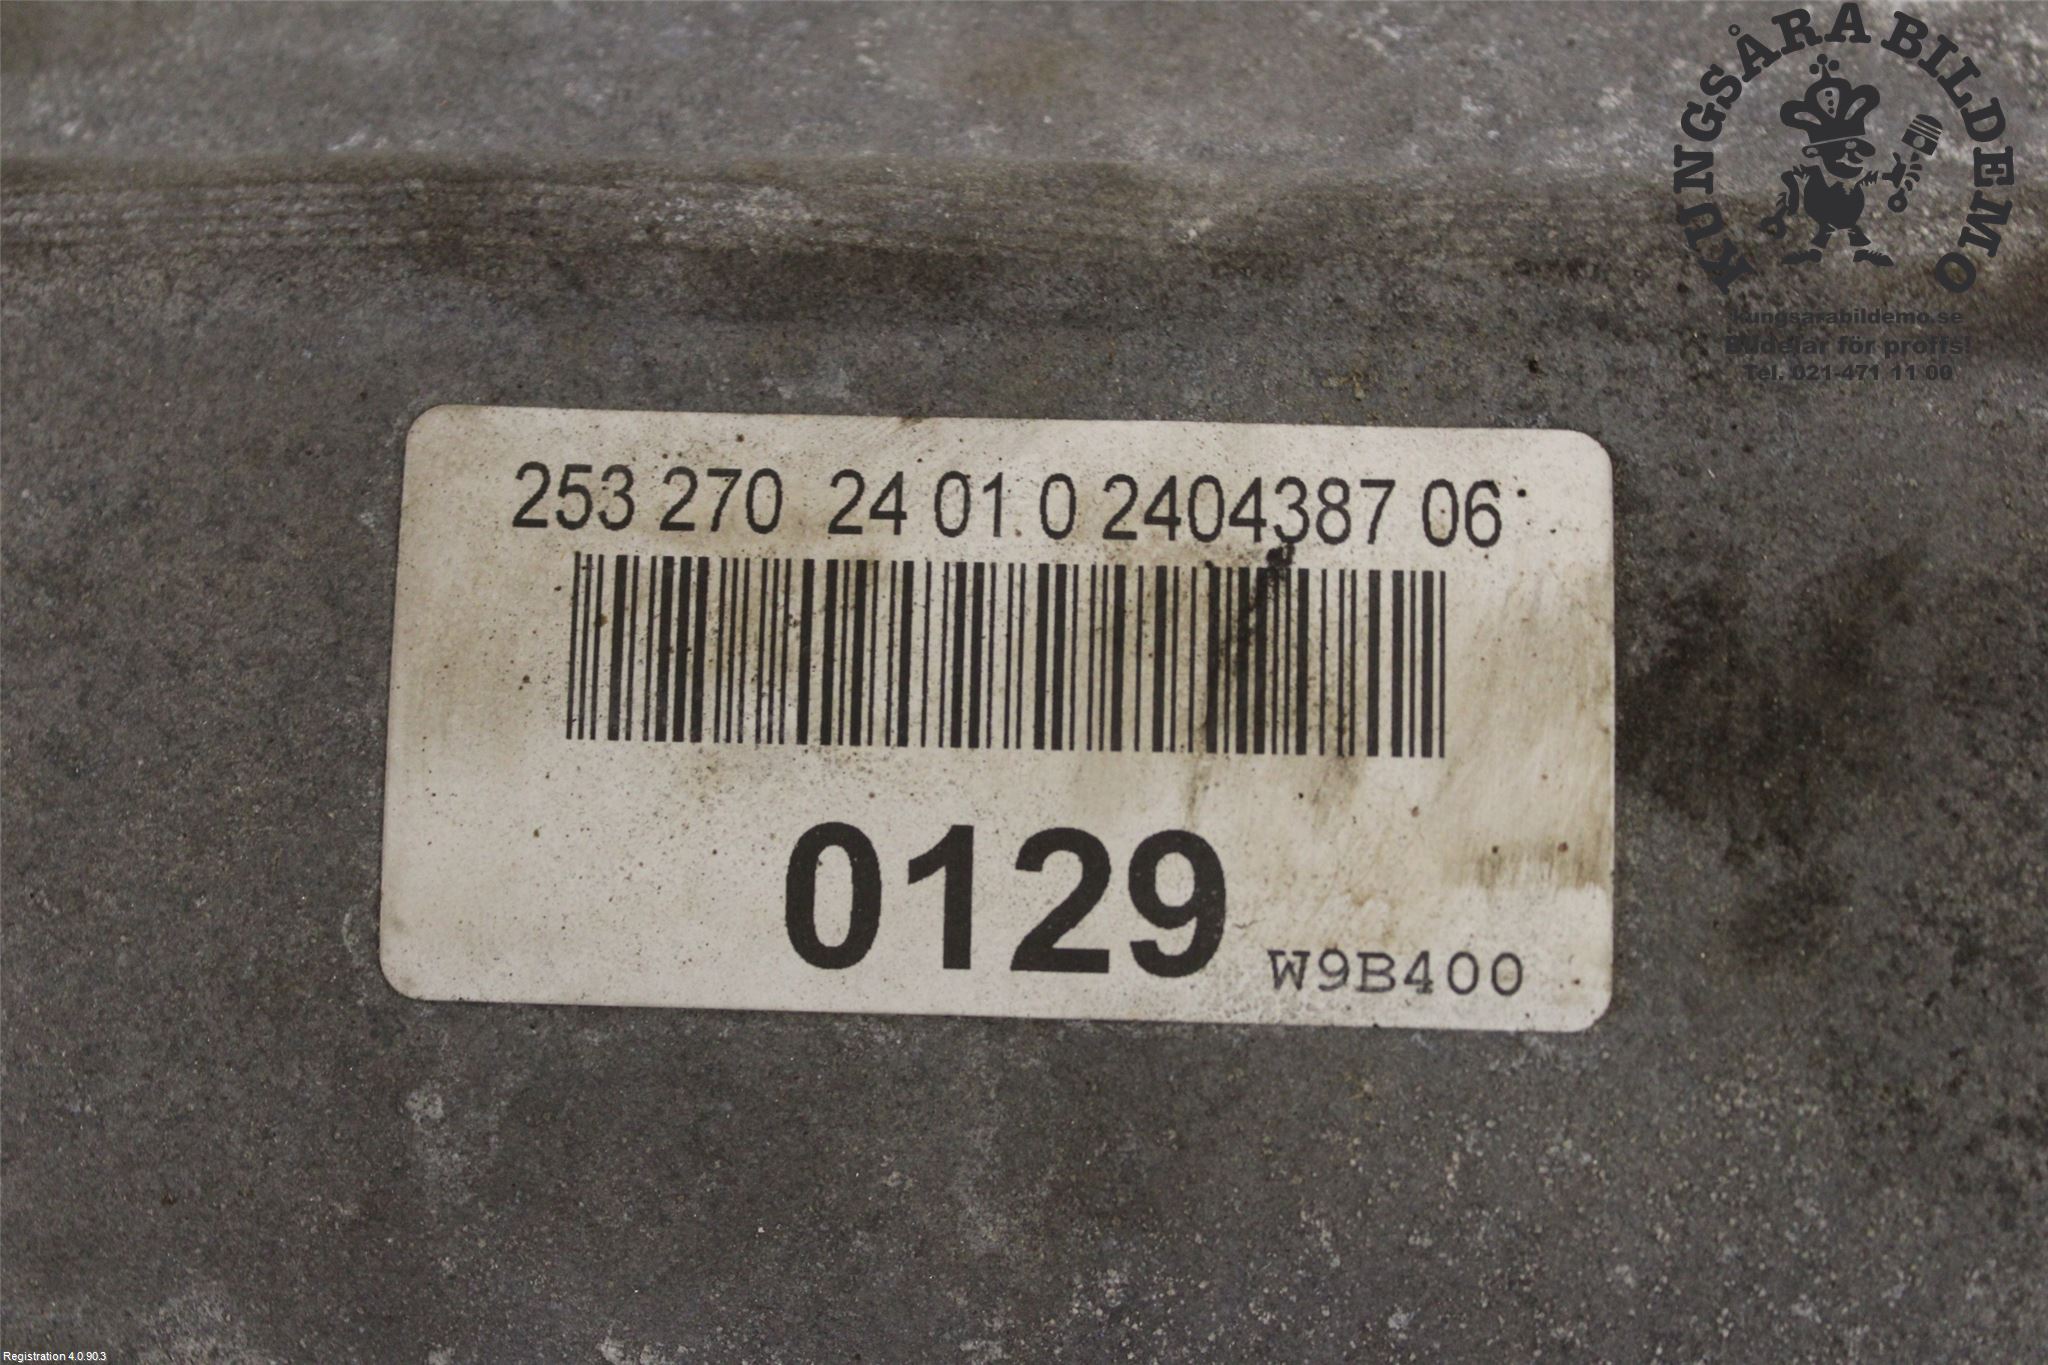 KUNGSÅRA BILDEMO
kungsarabildemo.se
Bildelar för proffs!
Tel. 021-471 11 00
253 270 24 01 0 2404387 06
0129
W9B400
Registration 4.0.90.3